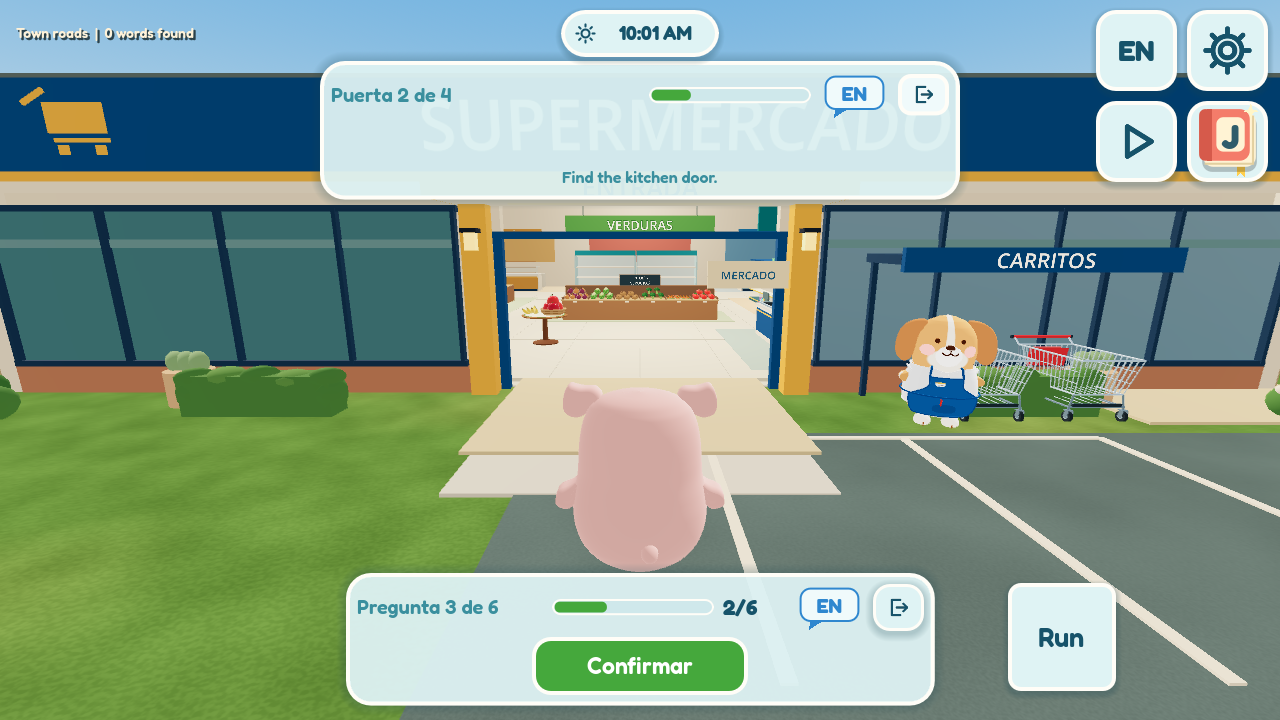 Town roads | 0 words found
10:01 AM
EN
Puerta 2 de 4
EN
SUPERMERCADO
J
Find the kitchen door.
ENTRADA
VERDURAS
MERCADO
CARRITOS
Pregunta 3 de 6
2/6
EN
Confirmar
Run